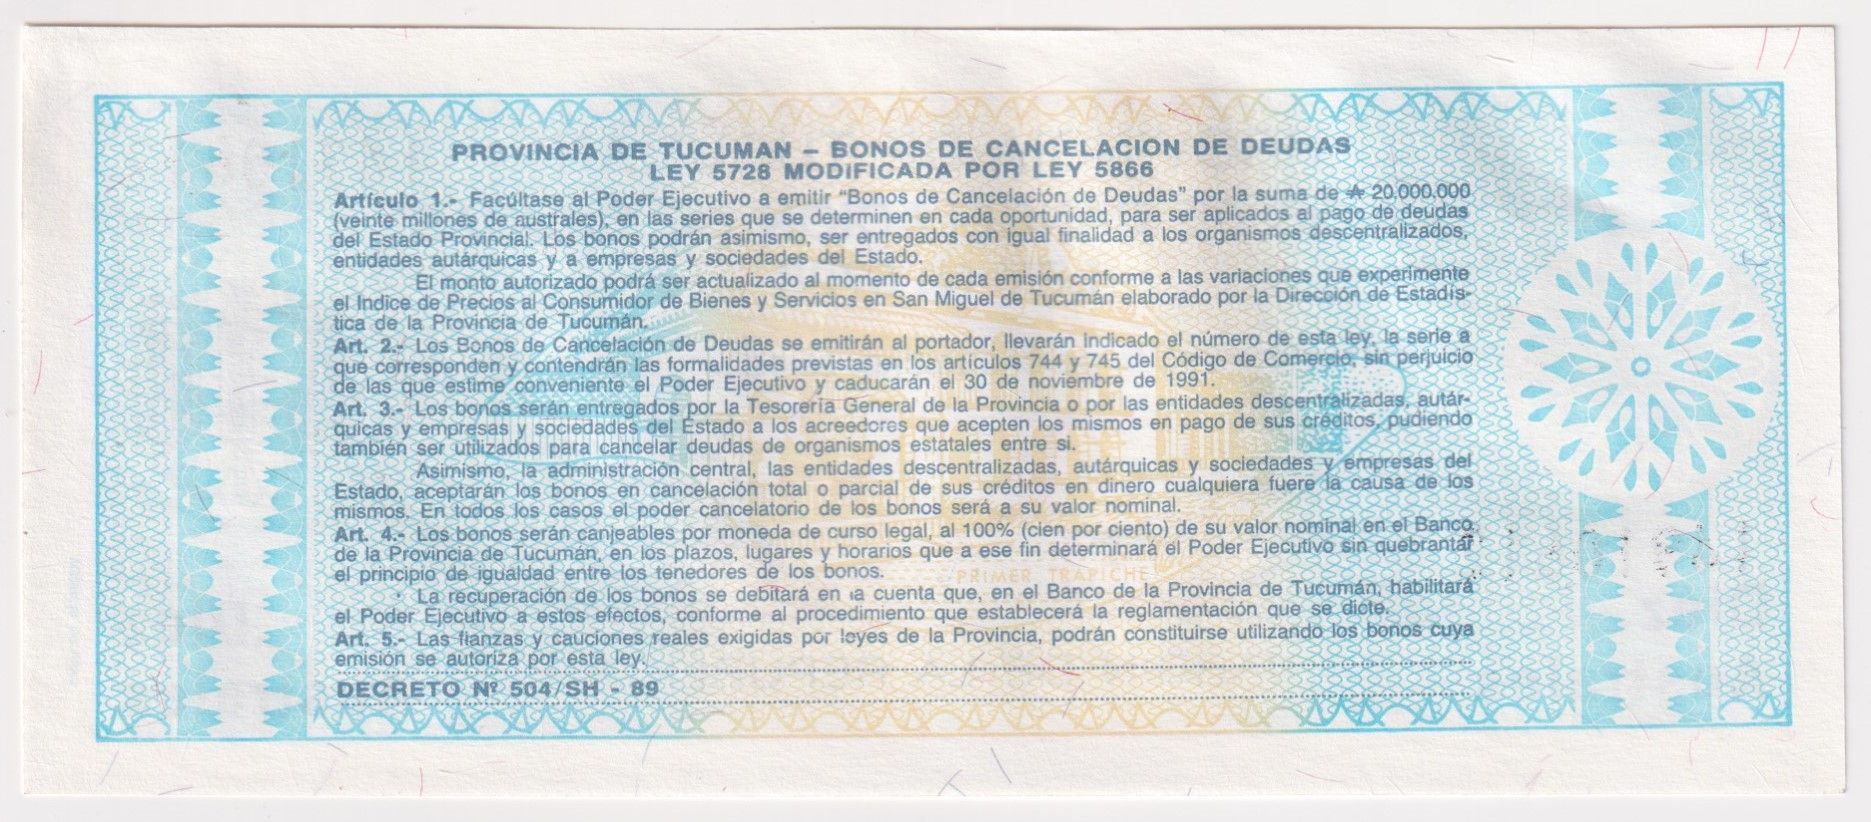 PROVINCIA DE TUCUMAN – BONOS DE CANCELACION DE DEUDAS
LEY 5728 MODIFICADA POR LEY 5866
Artículo 1.- Facúltase al Poder Ejecutivo a emitir "Bonos de Cancelación de Deudas" por la suma de ₳ 20.000.000
(veinte millones de australes), en las series que se determinen en cada oportunidad, para ser aplicados al pago de deudas
del Estado Provincial. Los bonos podrán asimismo, ser entregados con igual finalidad a los organismos descentralizados,
entidades autárquicas y a empresas y sociedades del Estado.
El monto autorizado podrá ser actualizado al momento de cada emisión conforme a las variaciones que experimente
el Indice de Precios al Consumidor de Bienes y Servicios en San Miguel de Tucumán elaborado por la Dirección de Estadís-
tica de la Provincia de Tucumán.
Art. 2.- Los Bonos de Cancelación de Deudas se emitirán al portador, llevarán indicado el número de esta ley, la serie a
que corresponden y contendrán las formalidades previstas en los artículos 744 y 745 del Código de Comercio, sin perjuicio
de las que estime conveniente el Poder Ejecutivo y caducarán el 30 de noviembre de 1991.
Art. 3.- Los bonos serán entregados por la Tesorería General de la Provincia o por las entidades descentralizadas, autár-
quicas y empresas y sociedades del Estado a los acreedores que acepten los mismos en pago de sus créditos, pudiendo
también ser utilizados para cancelar deudas de organismos estatales entre si.
Asimismo, la administración central, las entidades descentralizadas, autárquicas y sociedades y empresas del
Estado, aceptarán los bonos en cancelación total o parcial de sus créditos en dinero cualquiera fuere la causa de los
mismos. En todos los casos el poder cancelatorio de los bonos será a su valor nominal.
Art. 4.- Los bonos serán canjeables por moneda de curso legal, al 100% (cien por ciento) de su valor nominal en el Banco
de la Provincia de Tucumán, en los plazos, lugares y horarios que a ese fin determinará el Poder Ejecutivo sin quebrantar
el principio de igualdad entre los tenedores de los bonos.
PRIMER TRAPICHE
La recuperación de los bonos se debitará en la cuenta que, en el Banco de la Provincia de Tucumán, habilitará
el Poder Ejecutivo a estos efectos, conforme al procedimiento que establecerá la reglamentación que se dicte.
Art. 5.- Las fianzas y cauciones reales exigidas por leyes de la Provincia, podrán constituirse utilizando los bonos cuya
emisión se autoriza por esta ley.
DECRETO Nº 504/SH - 89